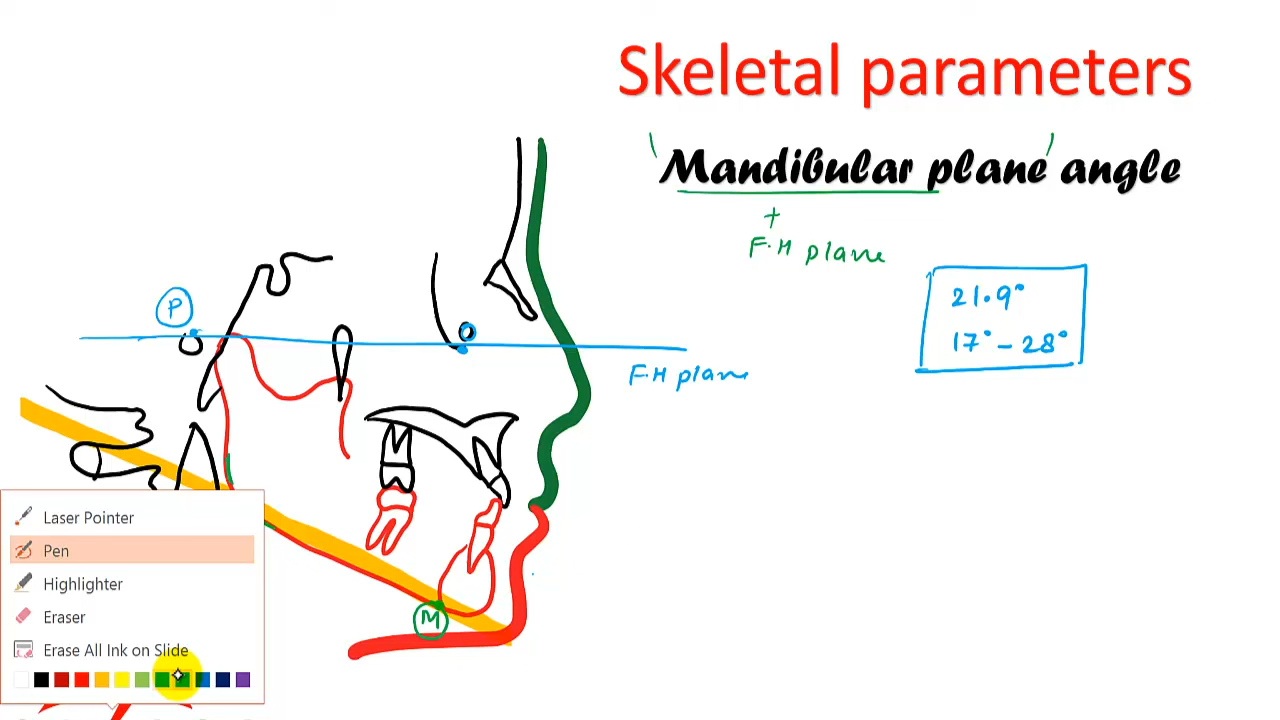 Skeletal parameters
Mandibular plane angle
+
F.H plane
21.9°
17° - 28°
P
F.H plane
M
Laser Pointer
Pen
Highlighter
Eraser
Erase All Ink on Slide